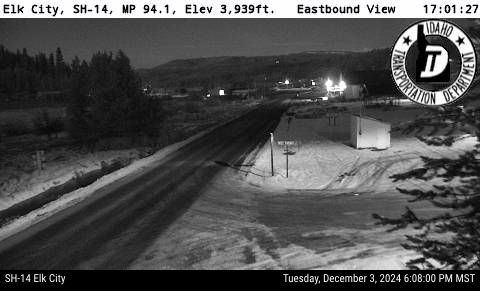 Elk City, SH-14, MP 94.1, Elev 3,939ft. Eastbound View 17:01:27
IDAHO
TRANSPORTATION DEPARTMENT
SH-14 Elk City Tuesday, December 3, 2024 6:08:00 PM MST